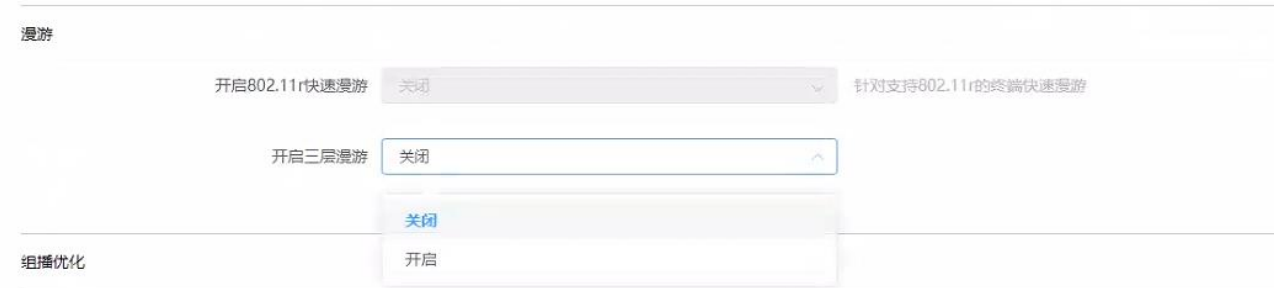 漫游
开启802.11r快速漫游 关闭 针对支持802.11r的终端快速漫游
开启三层漫游 关闭
关闭
组播优化
开启